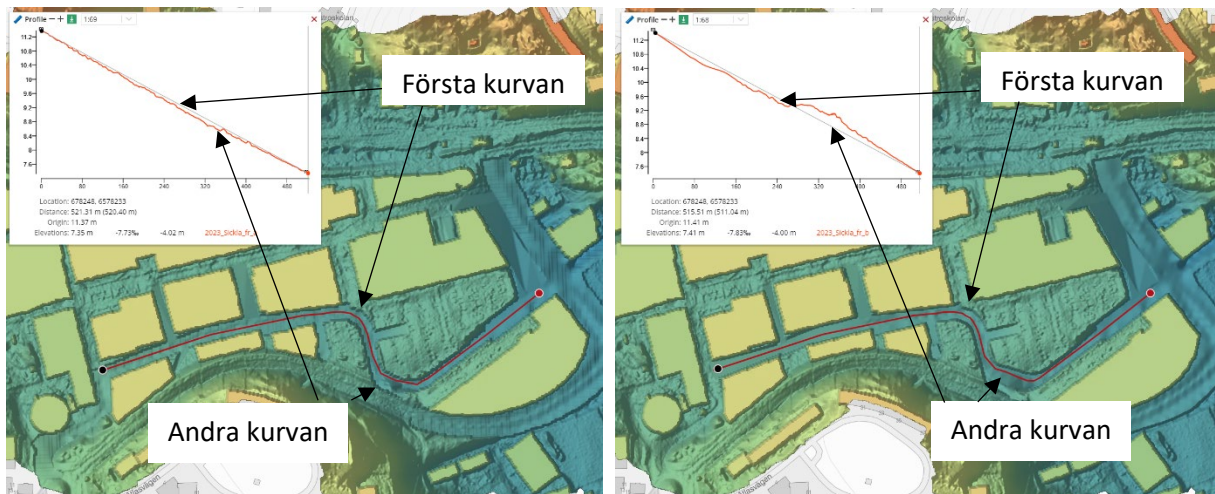 Profile 1:69
11.2
10.8
10.4
10
9.6
9.2
8.8
8.4
8
7.6
0 80 160 240 320 400 480
Location: 678248, 6578233
Distance: 521.31 m (520.40 m)
Origin: 11.37 m
Elevations: 7.35 m -7.73‰ -4.02 m 2023_Sickla_fr_
Första kurvan
Andra kurvan
Profile 1:68
11.2
10.8
10.4
10
9.6
9.2
8.8
8.4
8
7.6
0 80 160 240 320 400 480
Location: 678248, 6578233
Distance: 515.51 m (511.04 m)
Origin: 11.41 m
Elevations: 7.41 m -7.83‰ -4.00 m 2023_Sickla_fr_b
Första kurvan
Andra kurvan